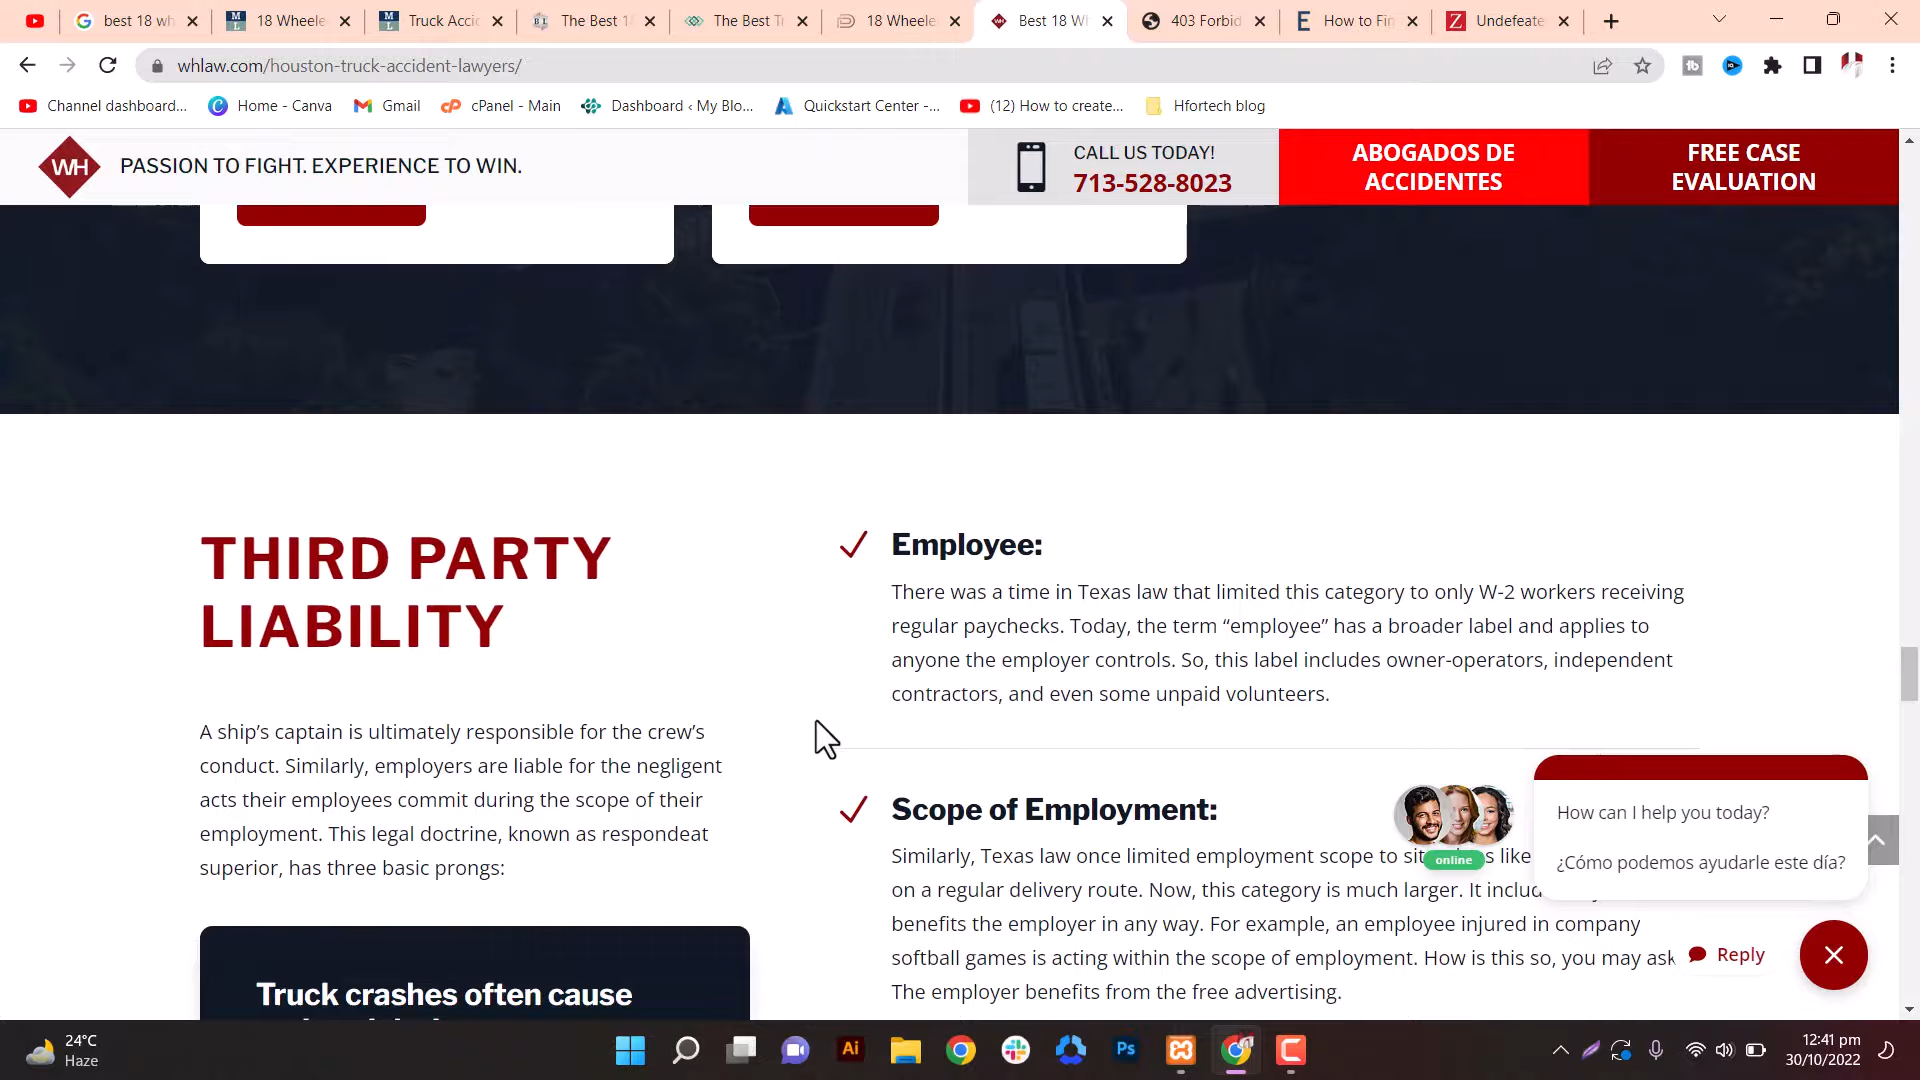 best 18 wh
18 Wheele
Truck Accid
The Best 1
The Best T
18 Wheele
Best 18 Wh
403 Forbid
How to Fin
Undefeate
whlaw.com/houston-truck-accident-lawyers/
Channel dashboard...
Home - Canva
Gmail
cPanel - Main
Dashboard ‹ My Blo...
Quickstart Center -...
(12) How to create...
Hfortech blog
WH
PASSION TO FIGHT. EXPERIENCE TO WIN.
CALL US TODAY!
713-528-8023
ABOGADOS DE
ACCIDENTES
FREE CASE
EVALUATION
THIRD PARTY
LIABILITY
A ship’s captain is ultimately responsible for the crew’s
conduct. Similarly, employers are liable for the negligent
acts their employees commit during the scope of their
employment. This legal doctrine, known as respondeat
superior, has three basic prongs:
Truck crashes often cause
Employee:
There was a time in Texas law that limited this category to only W-2 workers receiving
regular paychecks. Today, the term “employee” has a broader label and applies to
anyone the employer controls. So, this label includes owner-operators, independent
contractors, and even some unpaid volunteers.
Scope of Employment:
Similarly, Texas law once limited employment scope to sit s like
on a regular delivery route. Now, this category is much larger. It includ
benefits the employer in any way. For example, an employee injured in company
softball games is acting within the scope of employment. How is this so, you may ask
The employer benefits from the free advertising.
online
How can I help you today?
¿Cómo podemos ayudarle este día?
Reply
24°C
Haze
Ai
Ps
12:41 pm
30/10/2022